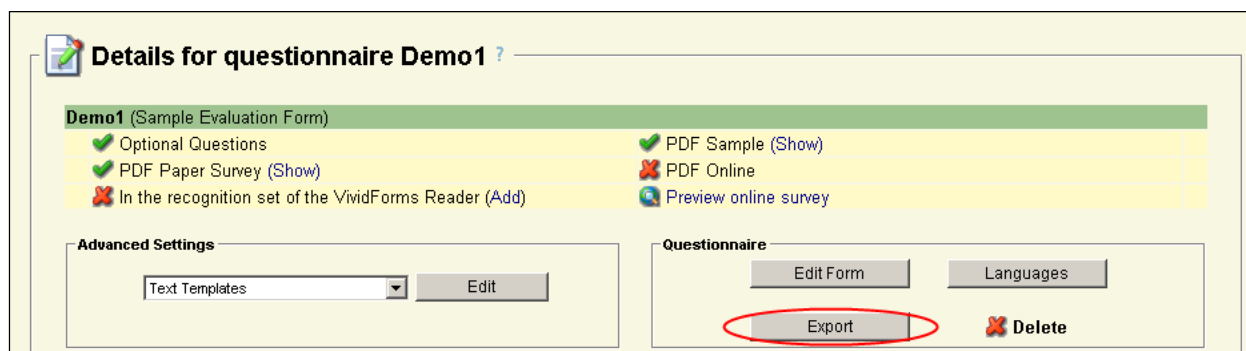 Details for questionnaire Demo1 ?
Demo1 (Sample Evaluation Form)
Optional Questions
PDF Sample (Show)
PDF Paper Survey (Show)
PDF Online
In the recognition set of the VividForms Reader (Add)
Preview online survey
Advanced Settings
Text Templates
Edit
Questionnaire
Edit Form
Languages
Export
Delete